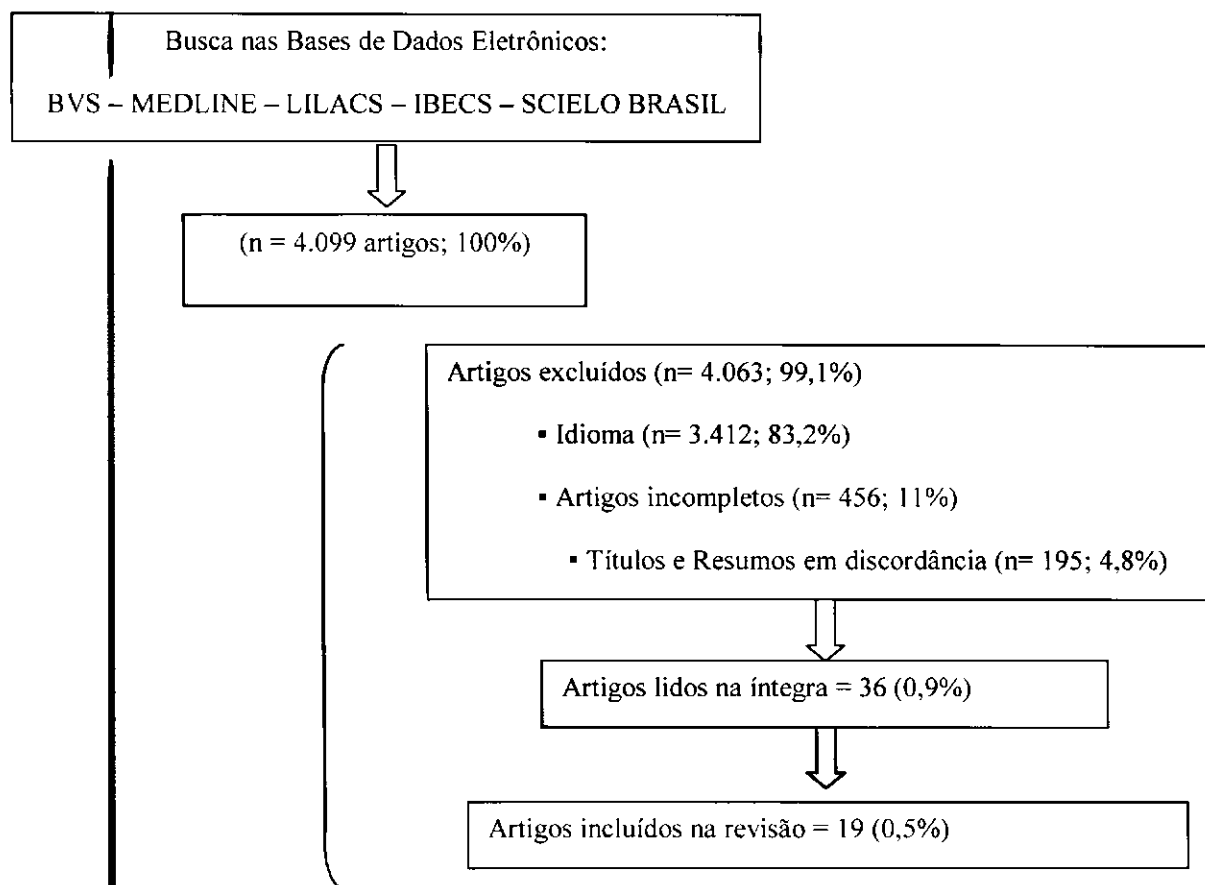 Busca nas Bases de Dados Eletrônicos:
BVS – MEDLINE – LILACS – IBECS – SCIELO BRASIL
(n = 4.099 artigos; 100%)
Artigos excluídos (n= 4.063; 99,1%)
▪ Idioma (n= 3.412; 83,2%)
▪ Artigos incompletos (n= 456; 11%)
▪ Títulos e Resumos em discordância (n= 195; 4,8%)
Artigos lidos na íntegra = 36 (0,9%)
Artigos incluídos na revisão = 19 (0,5%)